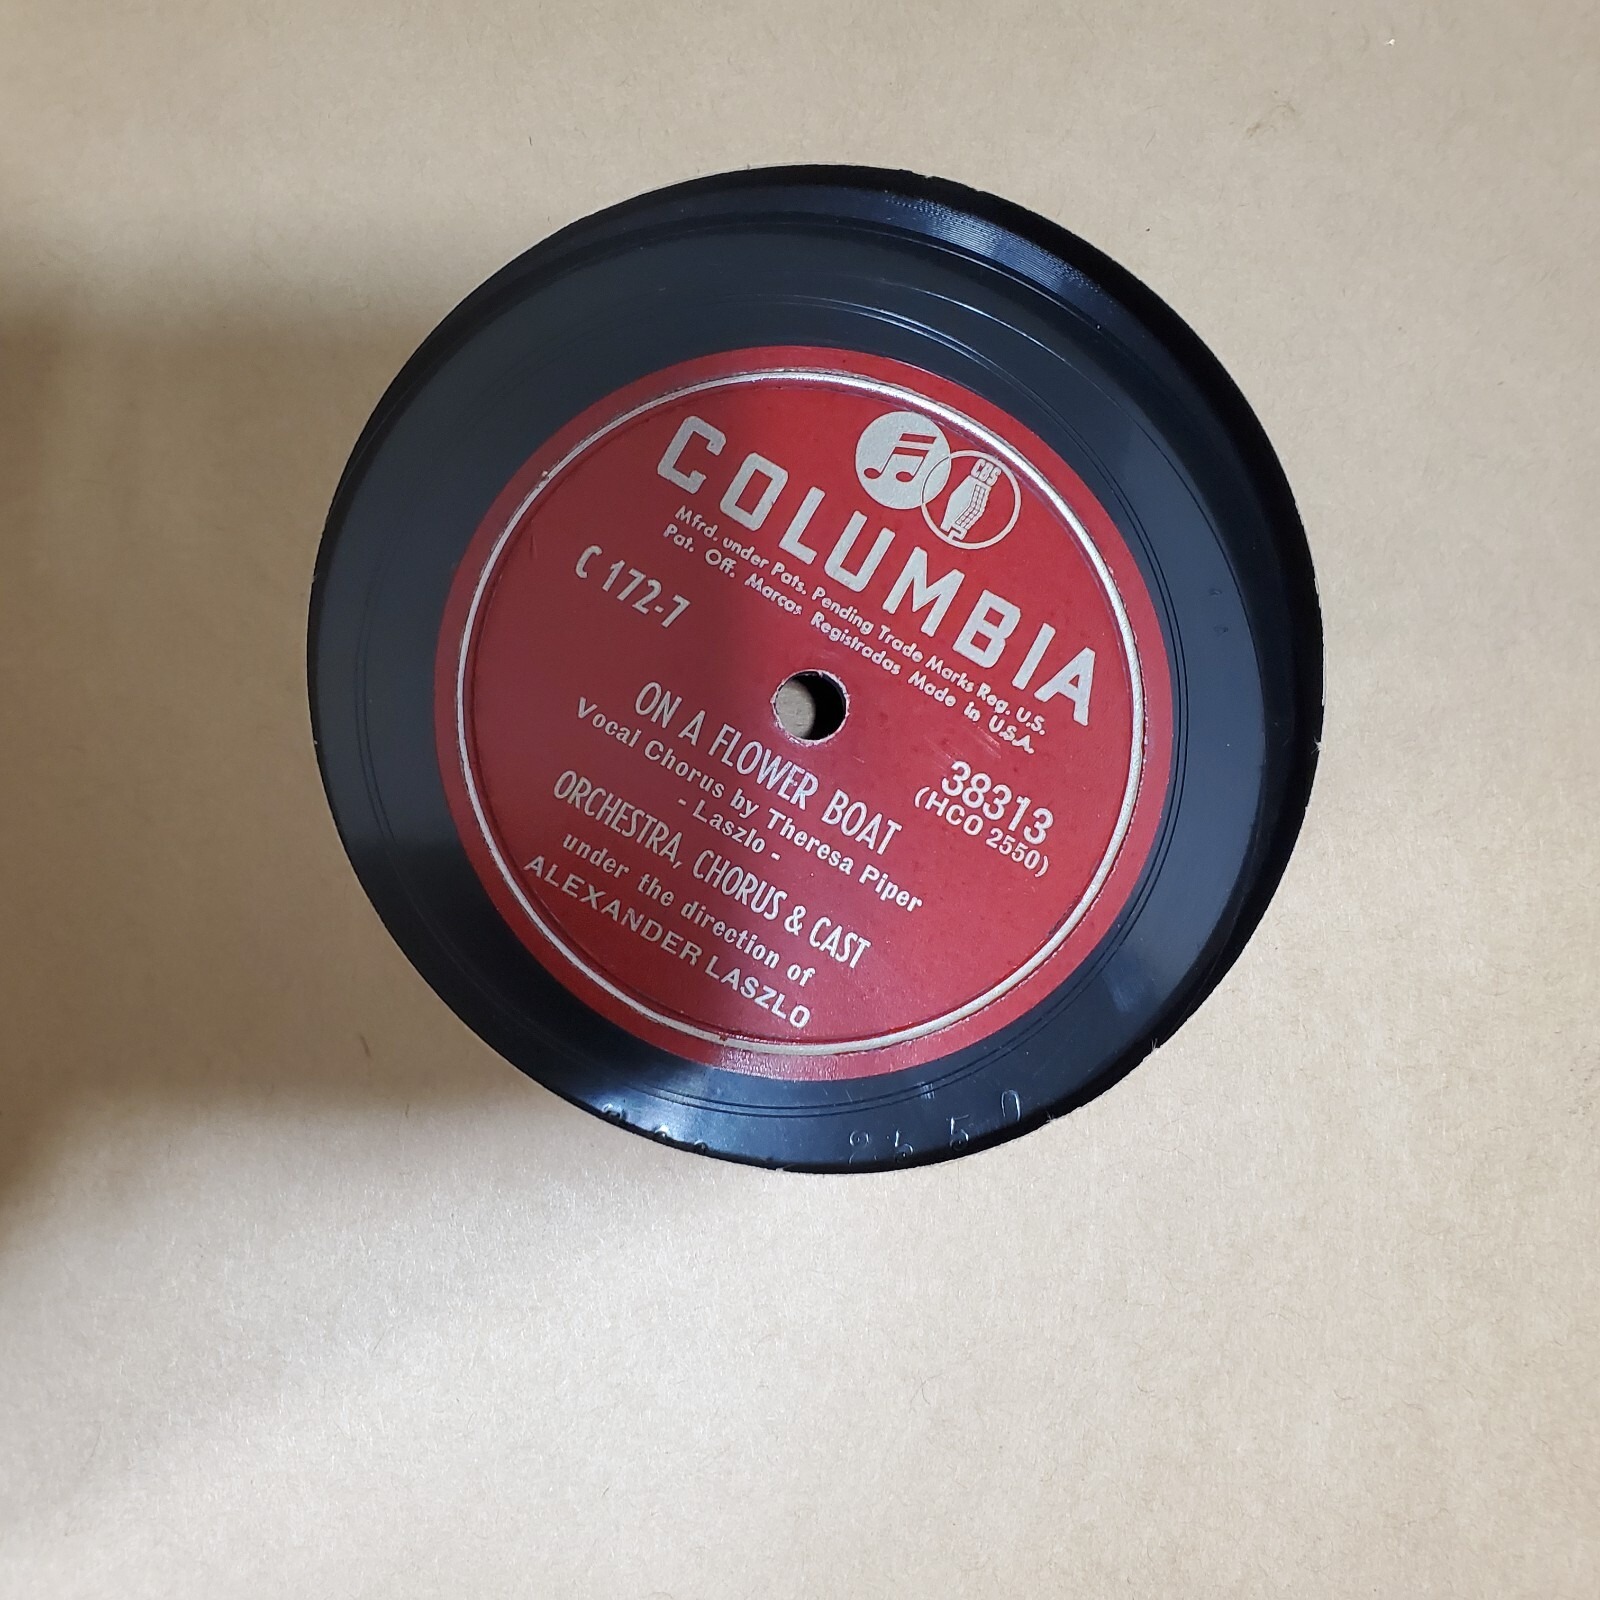 CBS
COLUMBIA
Mfrd. under Pats. Pending Trade Marks Reg. U.S.
Pat. Off. Marcas Registradas Made in U.S.A.
C 172-7
38313
(HCO 2550)
ON A FLOWER BOAT
Vocal Chorus by Theresa Piper
- Laszlo -
ORCHESTRA, CHORUS & CAST
under the direction of
ALEXANDER LASZLO
2550